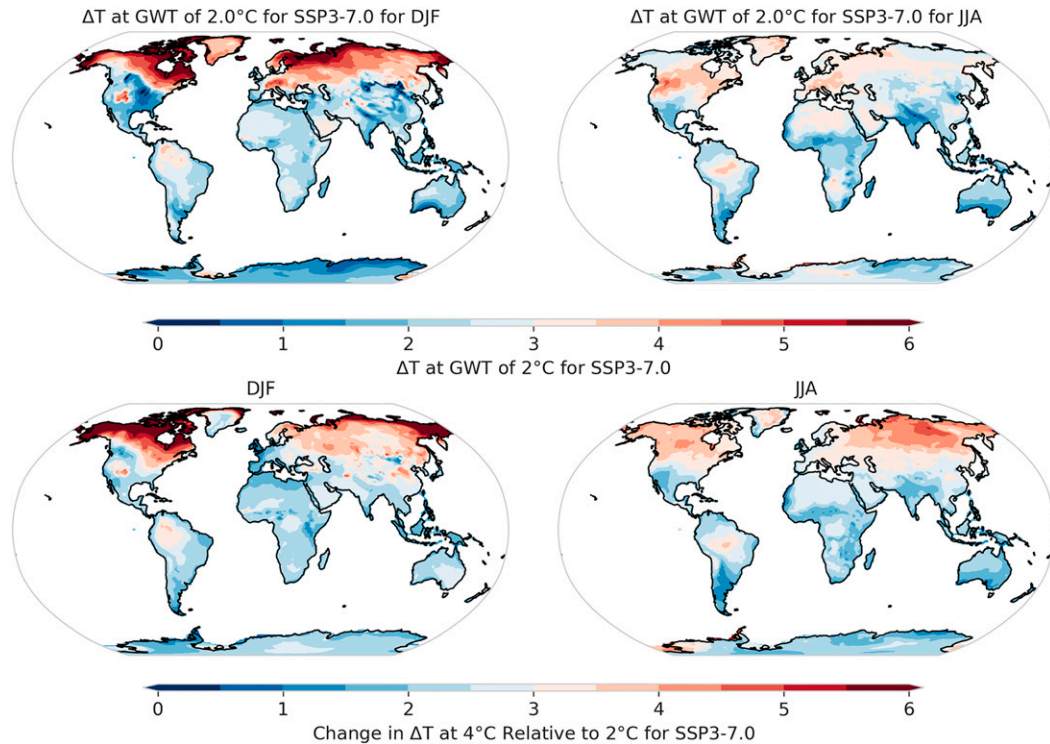 ΔT at GWT of 2.0°C for SSP3-7.0 for DJF
ΔT at GWT of 2.0°C for SSP3-7.0 for JJA
0 1 2 3 4 5 6
ΔT at GWT of 2°C for SSP3-7.0
DJF
JJA
0 1 2 3 4 5 6
Change in ΔT at 4°C Relative to 2°C for SSP3-7.0